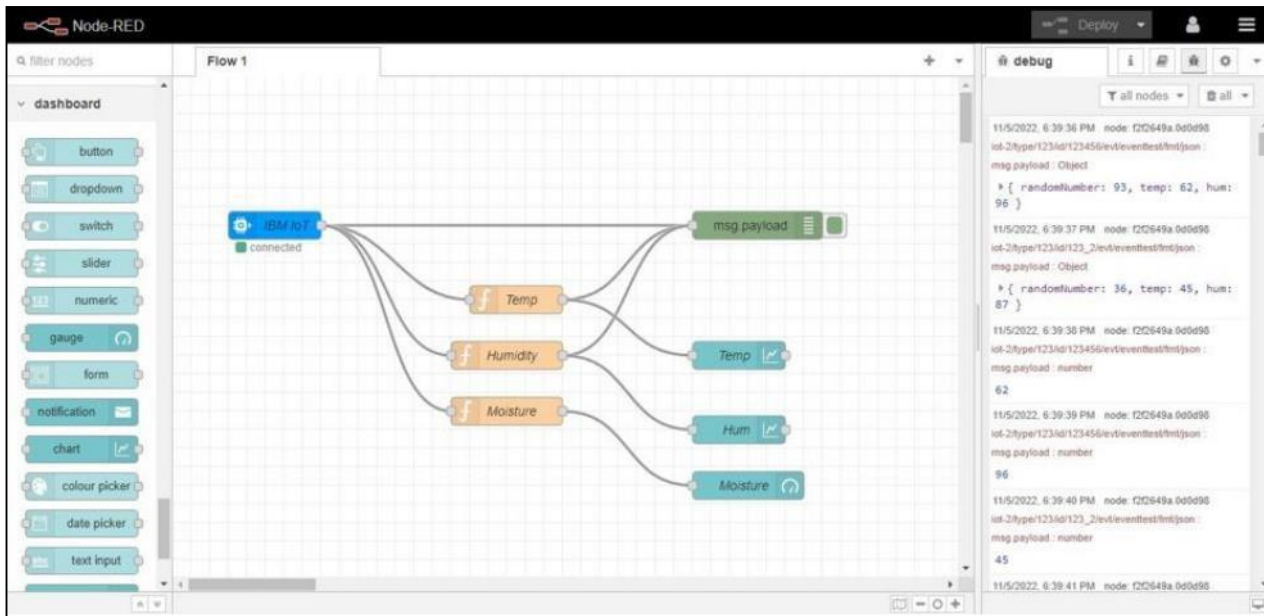 Node-RED
Deploy
filter nodes
Flow 1
debug
i
all nodes
all
dashboard
button
dropdown
switch
slider
numeric
gauge
form
notification
chart
colour picker
date picker
text input
IBM IoT
connected
Temp
Humidity
Moisture
msg.payload
Temp
Hum
Moisture
11/5/2022, 6:39:36 PM node: f2f2649a.0d0d98
iot-2/type/123/id/123456/evt/eventtest/fmt/json :
msg.payload : Object
{ randomNumber: 93, temp: 62, hum:
96 }
11/5/2022, 6:39:37 PM node: f2f2649a.0d0d98
iot-2/type/123/id/123_2/evt/eventtest/fmt/json :
msg.payload : Object
{ randomNumber: 36, temp: 45, hum:
87 }
11/5/2022, 6:39:38 PM node: f2f2649a.0d0d98
iot-2/type/123/id/123456/evt/eventtest/fmt/json :
msg.payload : number
62
11/5/2022, 6:39:39 PM node: f2f2649a.0d0d98
iot-2/type/123/id/123456/evt/eventtest/fmt/json :
msg.payload : number
96
11/5/2022, 6:39:40 PM node: f2f2649a.0d0d98
iot-2/type/123/id/123_2/evt/eventtest/fmt/json :
msg.payload : number
45
11/5/2022, 6:39:41 PM node: f2f2649a.0d0d98